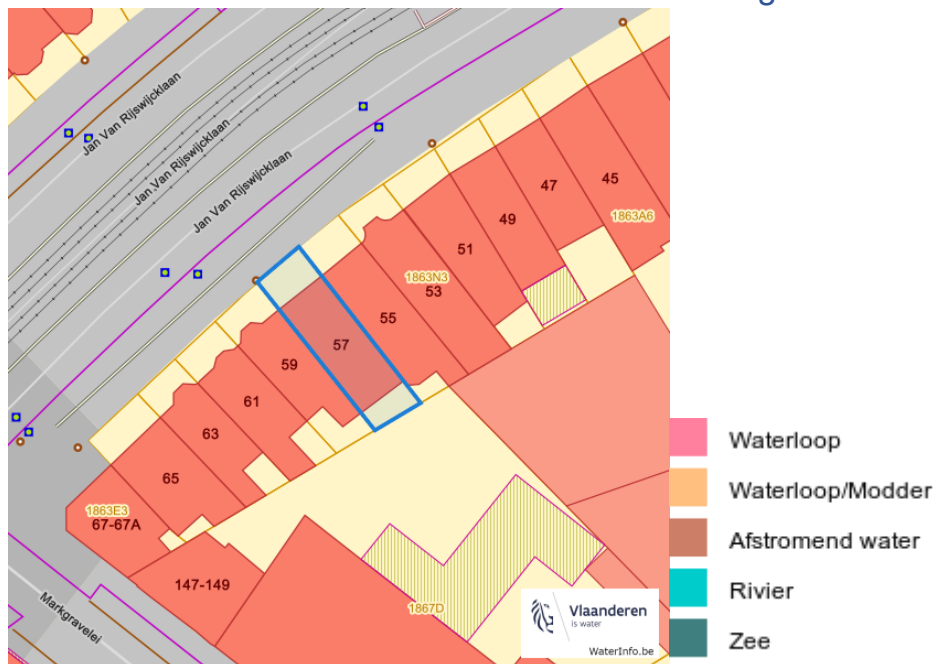 g
Jan Van Rijswijcklaan
Jan Van Rijswijcklaan
Jan Van Rijswijcklaan
45
1863A6
47
49
51
1863N3
53
55
57
59
61
63
65
1863E3
67-67A
147-149
Markgravelei
1867D
Vlaanderen
is water
WaterInfo.be
Waterloop
Waterloop/Modder
Afstromend water
Rivier
Zee